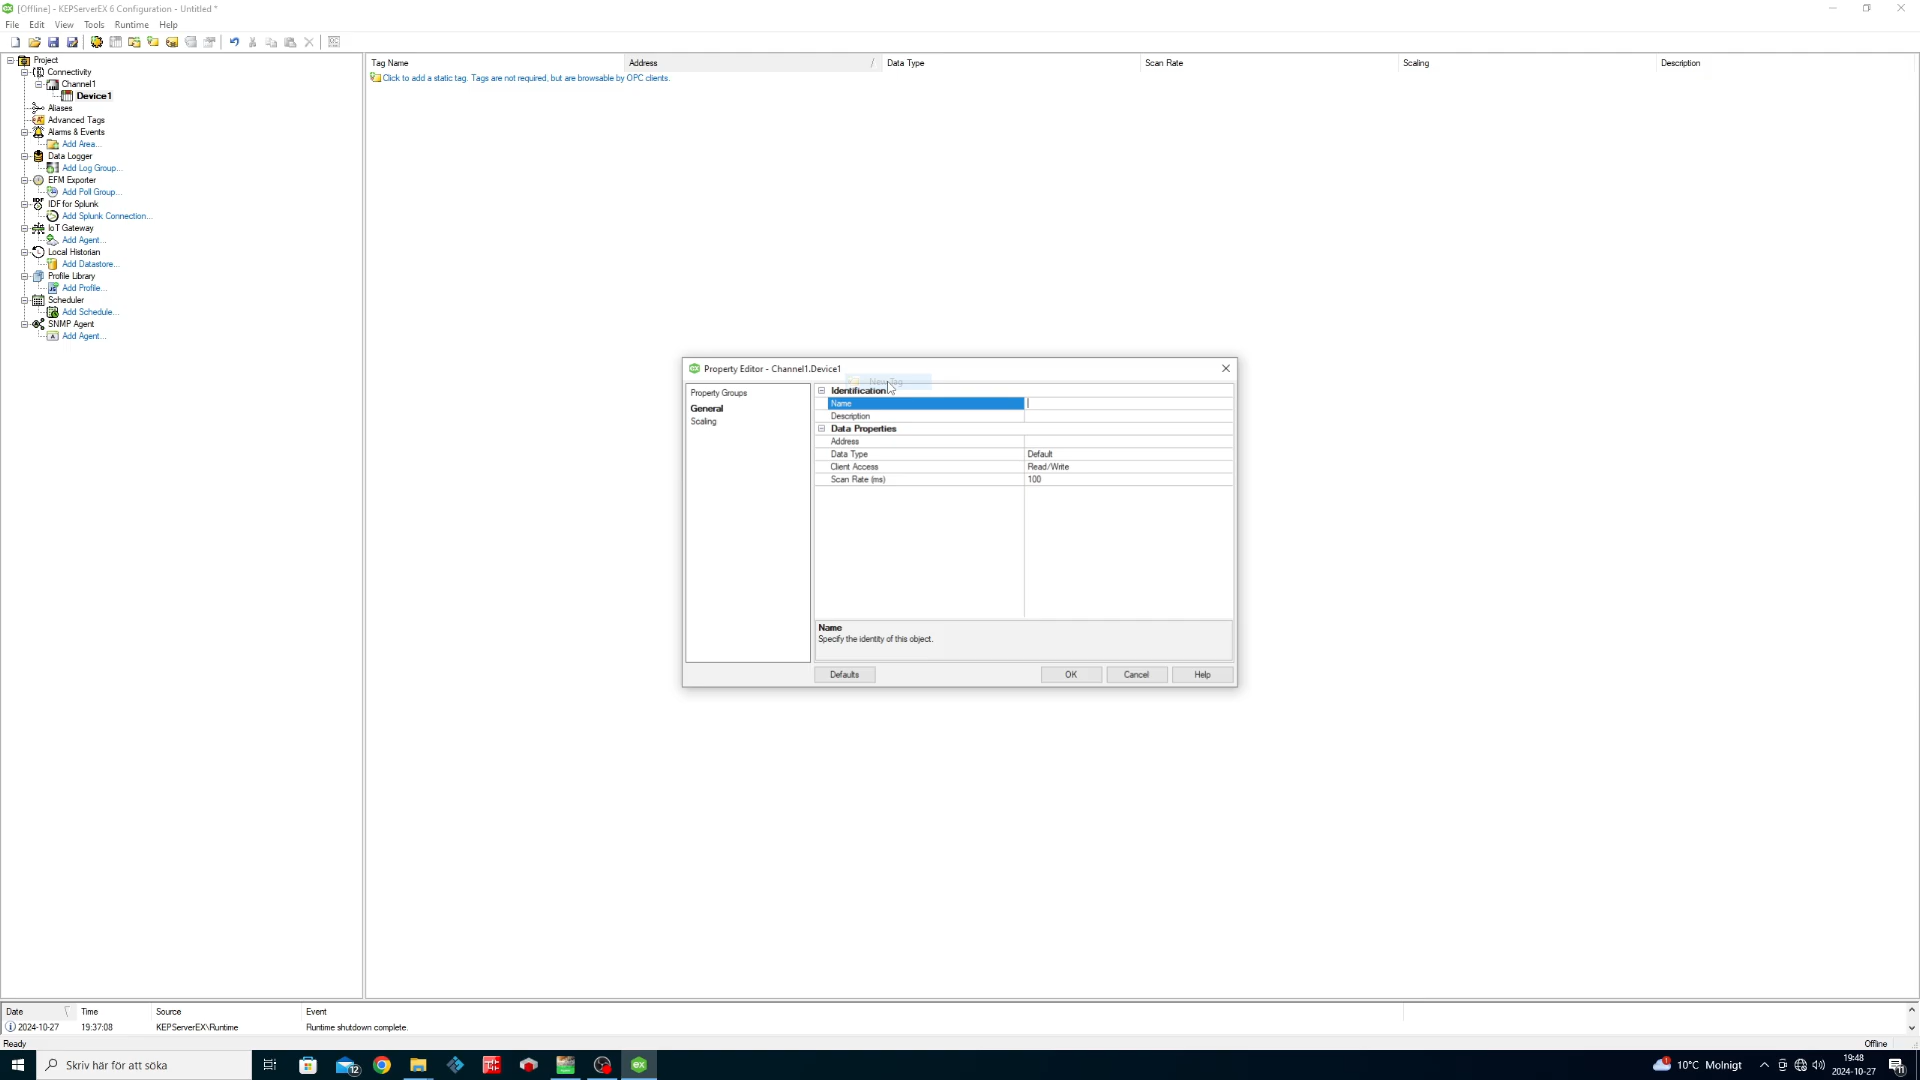 [Offline] - KEPServerEX 6 Configuration - Untitled *
File Edit View Tools Runtime Help
Project
Connectivity
Channel1
Device1
Aliases
Advanced Tags
Alarms & Events
Add Area...
Data Logger
Add Log Group...
EFM Exporter
Add Poll Group...
IDF for Splunk
Add Splunk Connection...
IoT Gateway
Add Agent...
Local Historian
Add Datastore...
Profile Library
Add Profile...
Scheduler
Add Schedule...
SNMP Agent
Add Agent...
Tag Name Address Data Type Scan Rate Scaling Description
Click to add a static tag. Tags are not required, but are browsable by OPC clients.
Property Editor - Channel1.Device1
Property Groups
General
Scaling
New Tag
Identification
Name
Description
Data Properties
Address
Data Type Default
Client Access Read/Write
Scan Rate (ms) 100
Name
Specify the identity of this object.
Defaults OK Cancel Help
Date Time Source Event
2024-10-27 19:37:08 KEPServerEX\Runtime Runtime shutdown complete.
Ready Offline
Skriv här för att söka
12
10°C Molnigt
19:48
2024-10-27